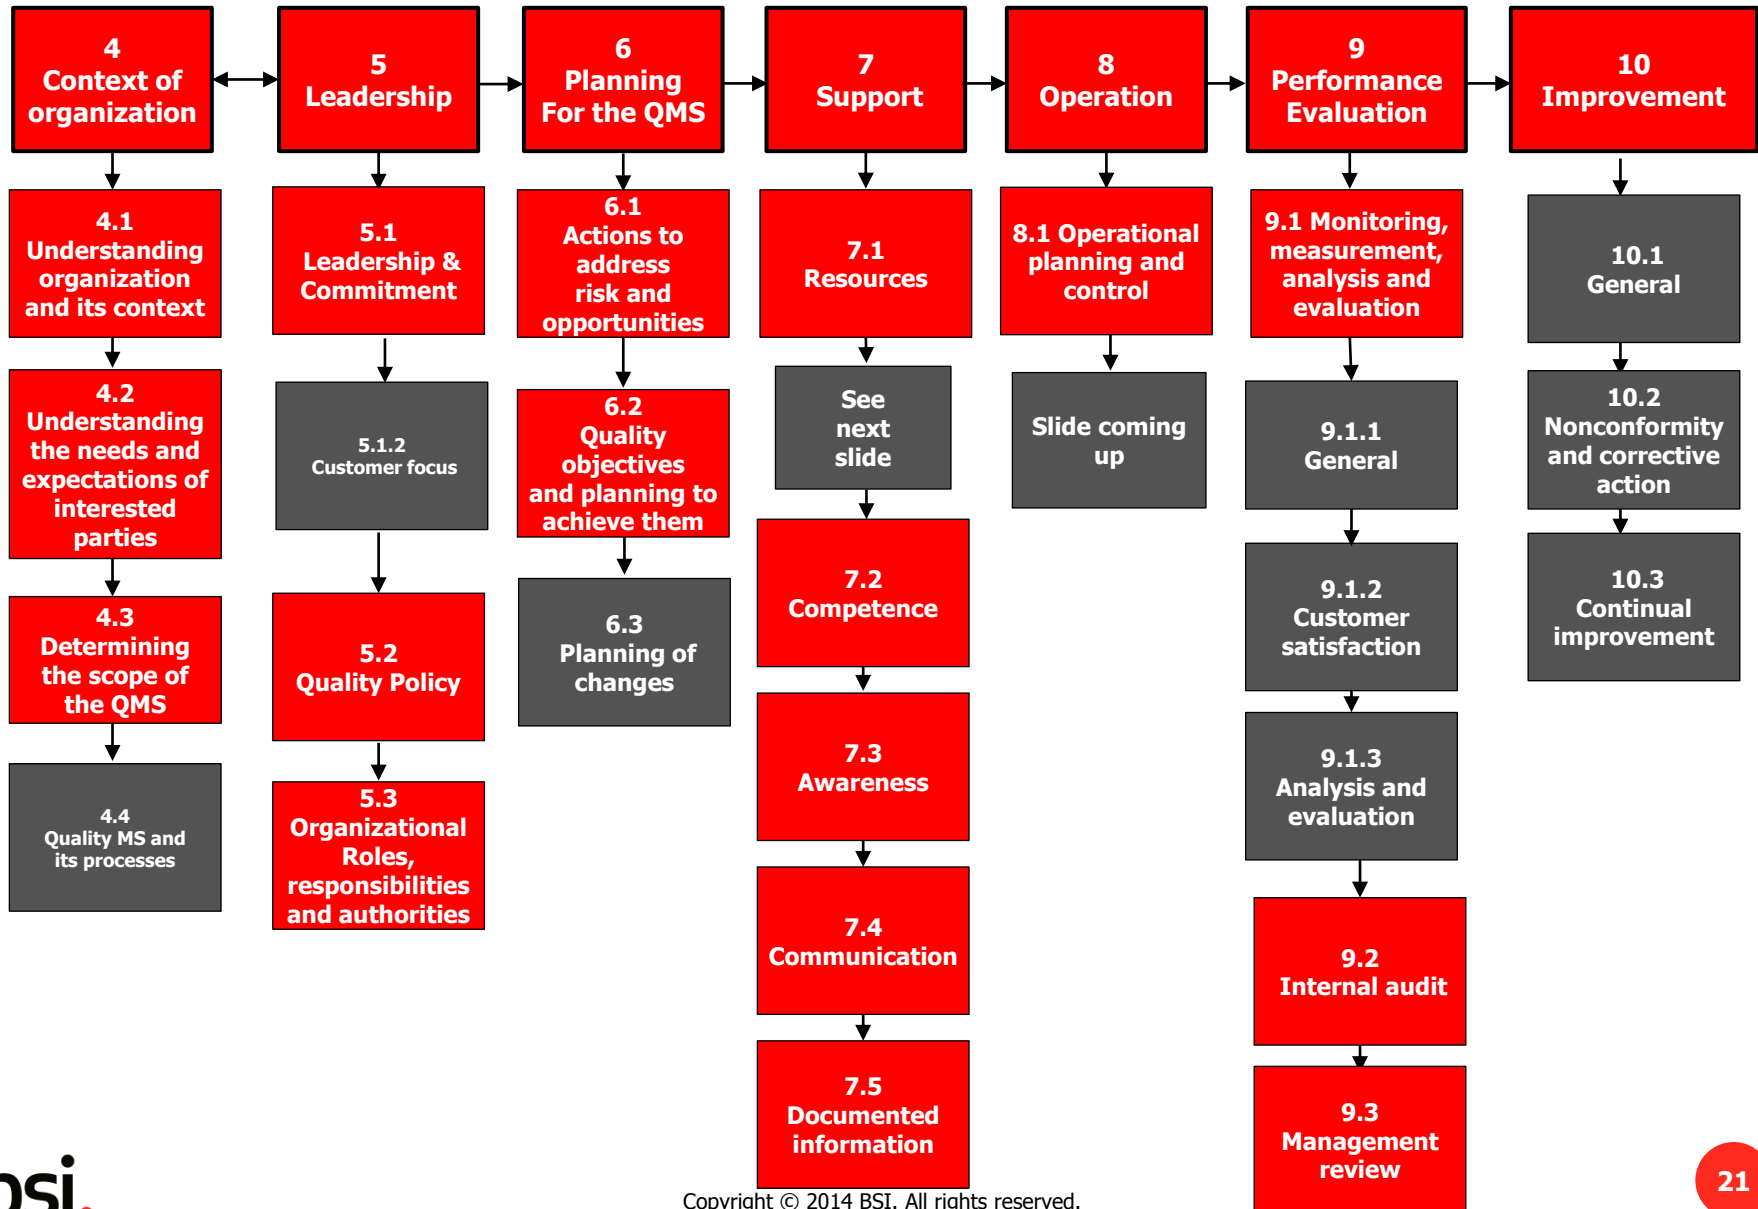 4
Context of
organization
5
Leadership
6
Planning
For the QMS
7
Support
8
Operation
9
Performance
Evaluation
10
Improvement
4.1
Understanding
organization
and its context
4.2
Understanding
the needs and
expectations of
interested
parties
4.3
Determining
the scope of
the QMS
4.4
Quality MS and
its processes
5.1
Leadership &
Commitment
5.1.2
Customer focus
5.2
Quality Policy
5.3
Organizational
Roles,
responsibilities
and authorities
6.1
Actions to
address
risk and
opportunities
6.2
Quality
objectives
and planning to
achieve them
6.3
Planning of
changes
7.1
Resources
See
next
slide
7.2
Competence
7.3
Awareness
7.4
Communication
7.5
Documented
information
8.1 Operational
planning and
control
Slide coming
up
9.1 Monitoring,
measurement,
analysis and
evaluation
9.1.1
General
9.1.2
Customer
satisfaction
9.1.3
Analysis and
evaluation
9.2
Internal audit
9.3
Management
review
10.1
General
10.2
Nonconformity
and corrective
action
10.3
Continual
improvement
bsi.
Copyright © 2014 BSI. All rights reserved.
21